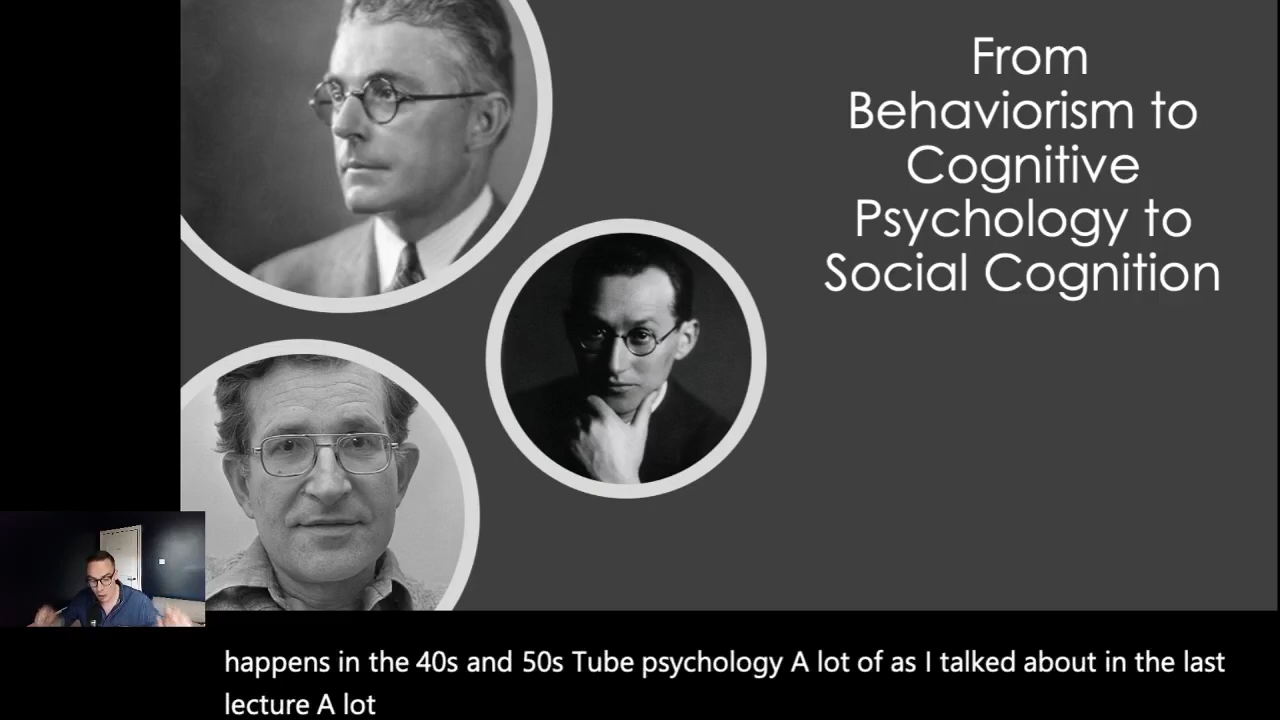 From
Behaviorism to
Cognitive
Psychology to
Social Cognition
happens in the 40s and 50s Tube psychology A lot of as I talked about in the last
lecture A lot